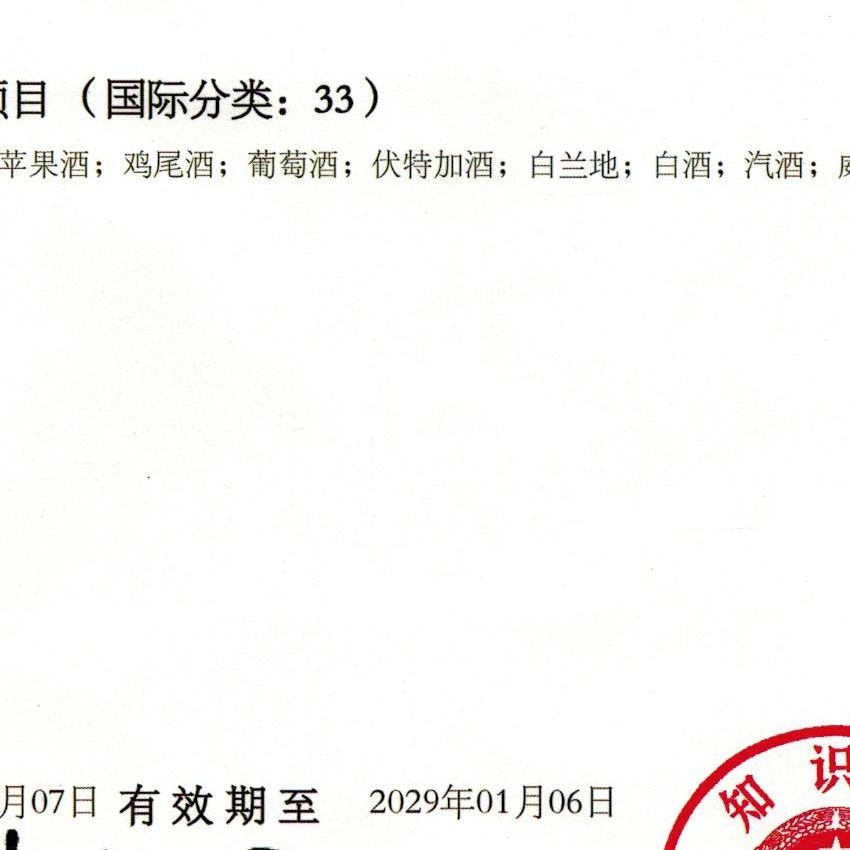 项目（国际分类：33）
苹果酒；鸡尾酒；葡萄酒；伏特加酒；白兰地；白酒；汽酒；
月07日 有效期至 2029年01月06日
知识